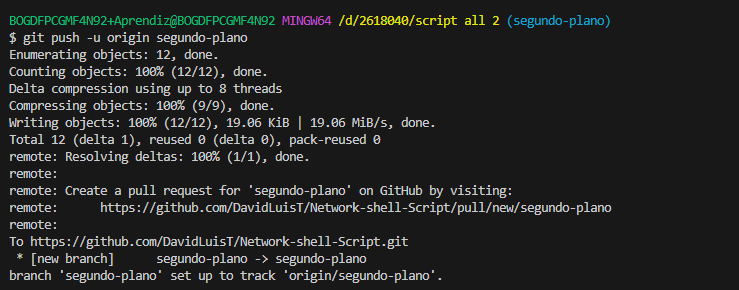 BOGDFPCGMF4N92+Aprendiz@BOGDFPCGMF4N92 MINGW64 /d/2618040/script all 2 (segundo-plano)
$ git push -u origin segundo-plano
Enumerating objects: 12, done.
Counting objects: 100% (12/12), done.
Delta compression using up to 8 threads
Compressing objects: 100% (9/9), done.
Writing objects: 100% (12/12), 19.06 KiB | 19.06 MiB/s, done.
Total 12 (delta 1), reused 0 (delta 0), pack-reused 0
remote: Resolving deltas: 100% (1/1), done.
remote:
remote: Create a pull request for 'segundo-plano' on GitHub by visiting:
remote:      https://github.com/DavidLuisT/Network-shell-Script/pull/new/segundo-plano
remote:
To https://github.com/DavidLuisT/Network-shell-Script.git
 * [new branch]      segundo-plano -> segundo-plano
branch 'segundo-plano' set up to track 'origin/segundo-plano'.